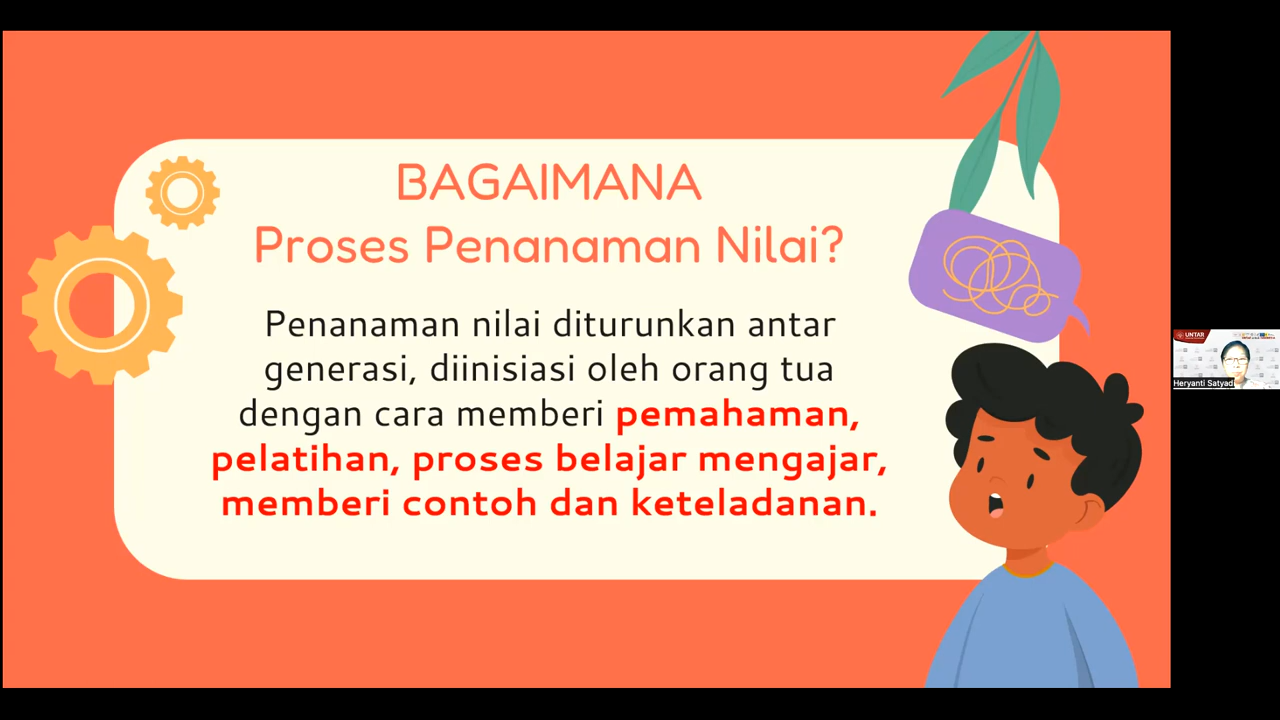 BAGAIMANA
Proses Penanaman Nilai?
Penanaman nilai diturunkan antar
generasi, diinisiasi oleh orang tua
dengan cara memberi pemahaman,
pelatihan, proses belajar mengajar,
memberi contoh dan keteladanan.
UNTAR
Heryanti Satyad